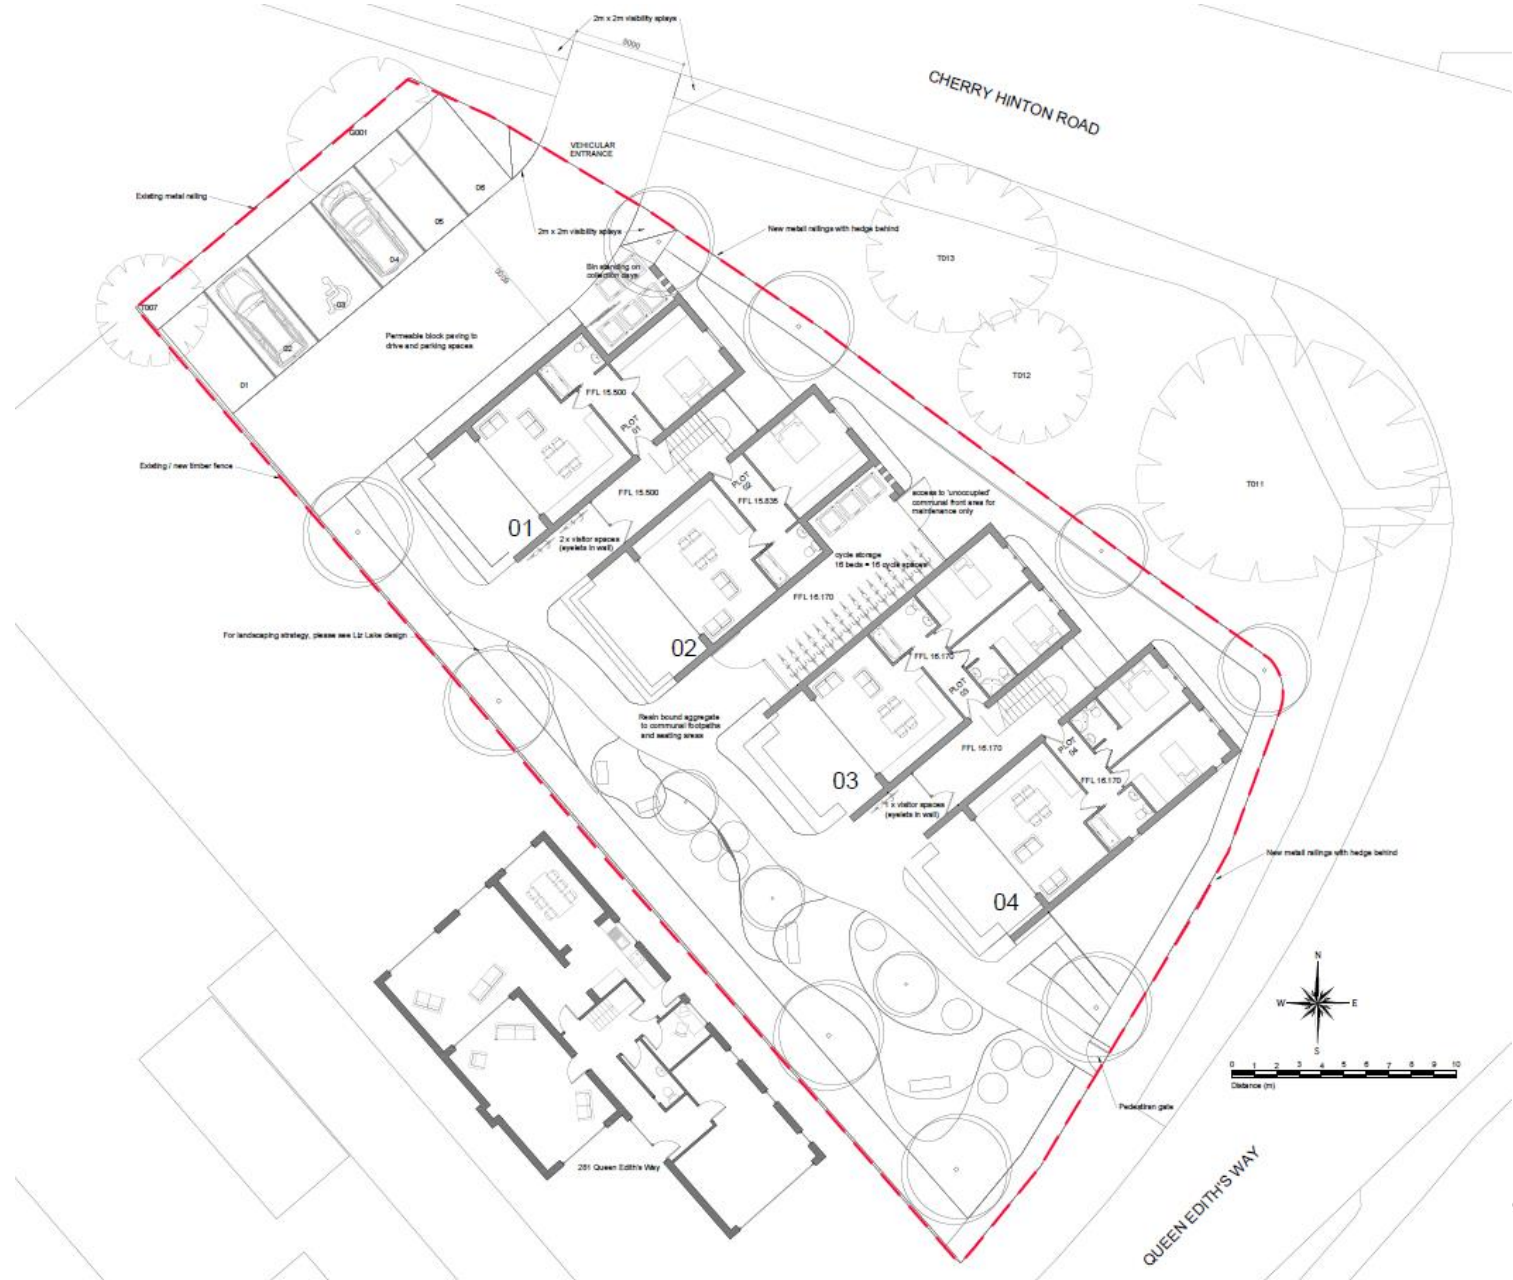 2m x 2m visibility splays
5000
CHERRY HINTON ROAD
G001
VEHICULAR
ENTRANCE
06
Existing metal railing
05
2m x 2m visibility splays
New metal railings with hedge behind
T013
04
Bin standing on
collection days
03
T007
Permeable block paving to
drive and parking spaces
02
T012
01
FFL 15.500
PLOT
01
Existing / new timber fence
PLOT
02
FFL 15.500
FFL 15.835
access to 'unoccupied'
communal front area for
maintenance only
T011
01
2 x visitor spaces
(eyelets in wall)
cycle storage
16 beds = 16 cycle spaces
FFL 16.170
For landscaping strategy, please see Liz Lake design
02
FFL 16.170
PLOT
03
Resin bound aggregate
to communal footpaths
and seating areas
FFL 16.170
PLOT
04
03
FFL 16.170
1 x visitor spaces
(eyelets in wall)
New metal railings with hedge behind
04
N
W
E
S
0 1 2 3 4 5 6 7 8 9 10
Distance (m)
Pedestrian gate
281 Queen Edith's Way
QUEEN EDITH'S WAY